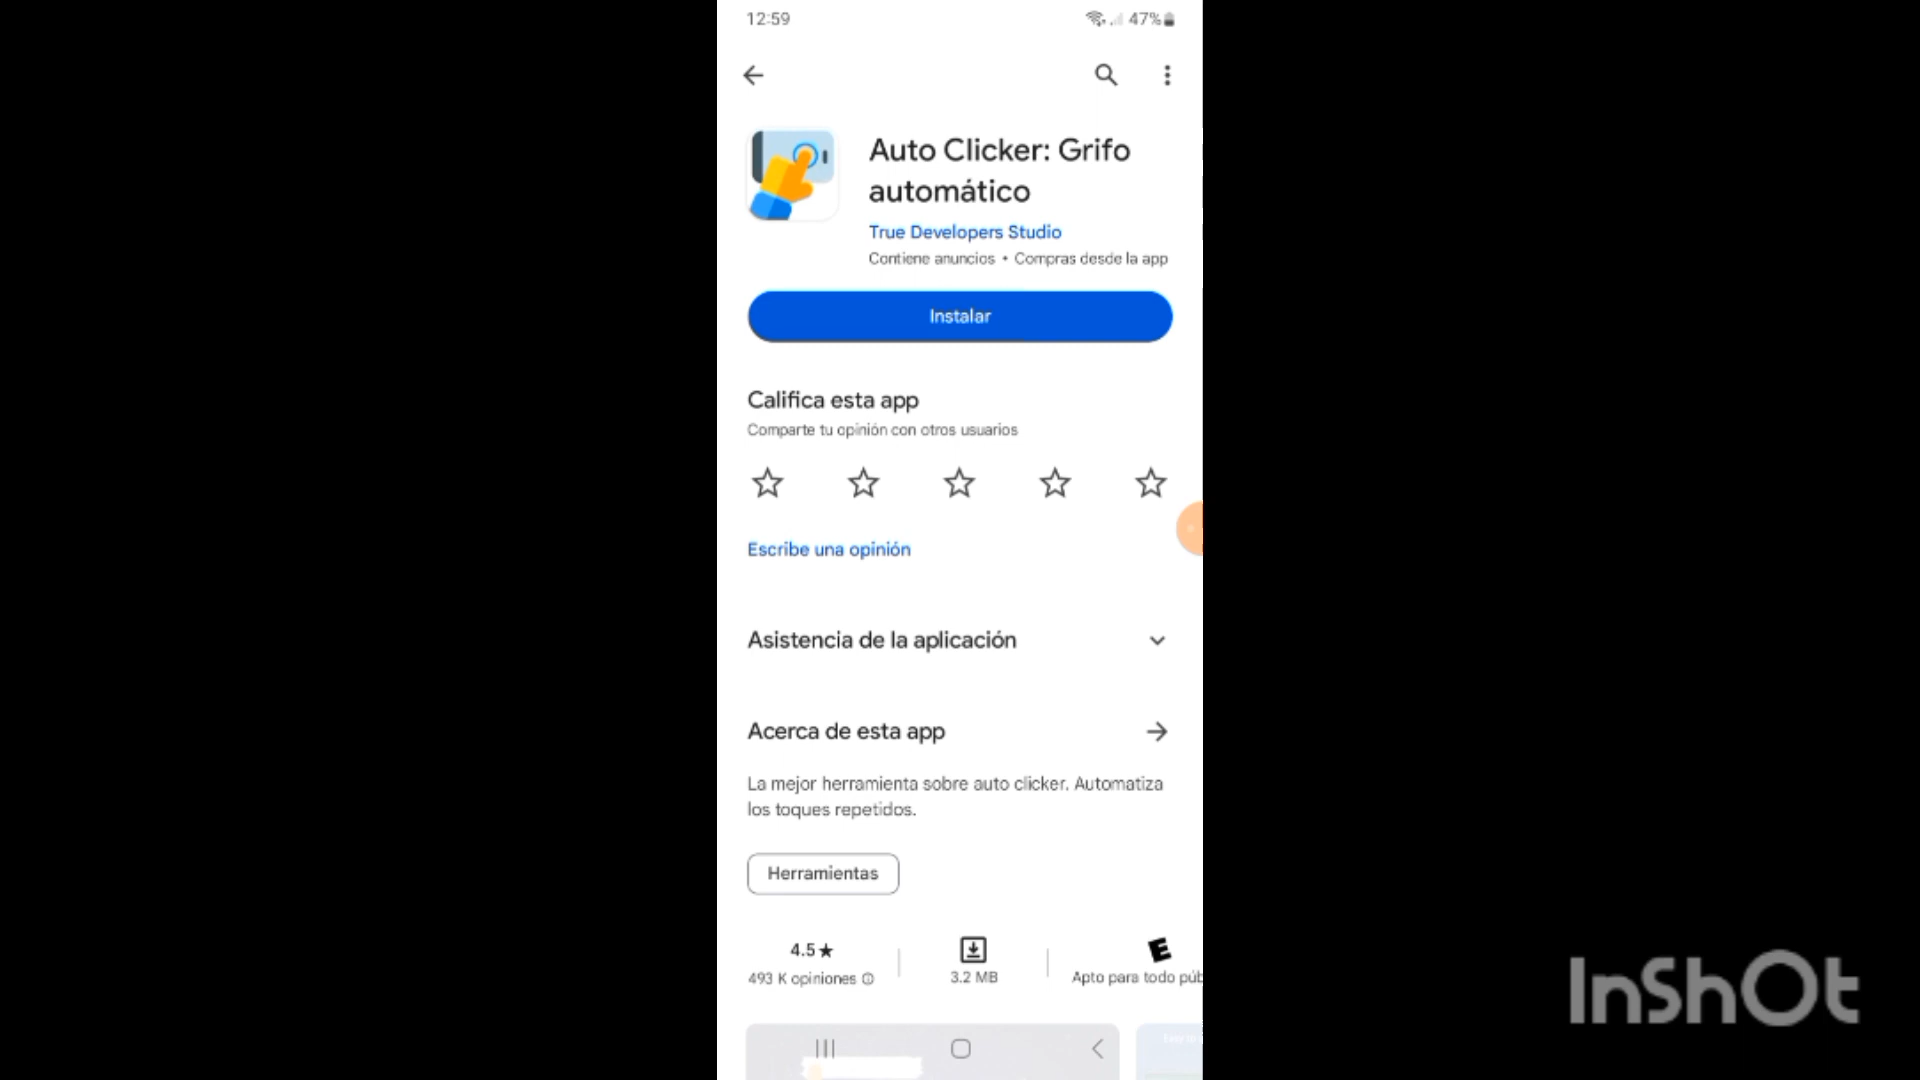 12:59
47%
Auto Clicker: Grifo
automático
True Developers Studio
Contiene anuncios • Compras desde la app
Instalar
Califica esta app
Comparte tu opinión con otros usuarios
Escribe una opinión
Asistencia de la aplicación
Acerca de esta app
La mejor herramienta sobre auto clicker. Automatiza
los toques repetidos.
Herramientas
4.5★
493 K opiniones
3.2 MB
E
Apto para todo púb
InShOt